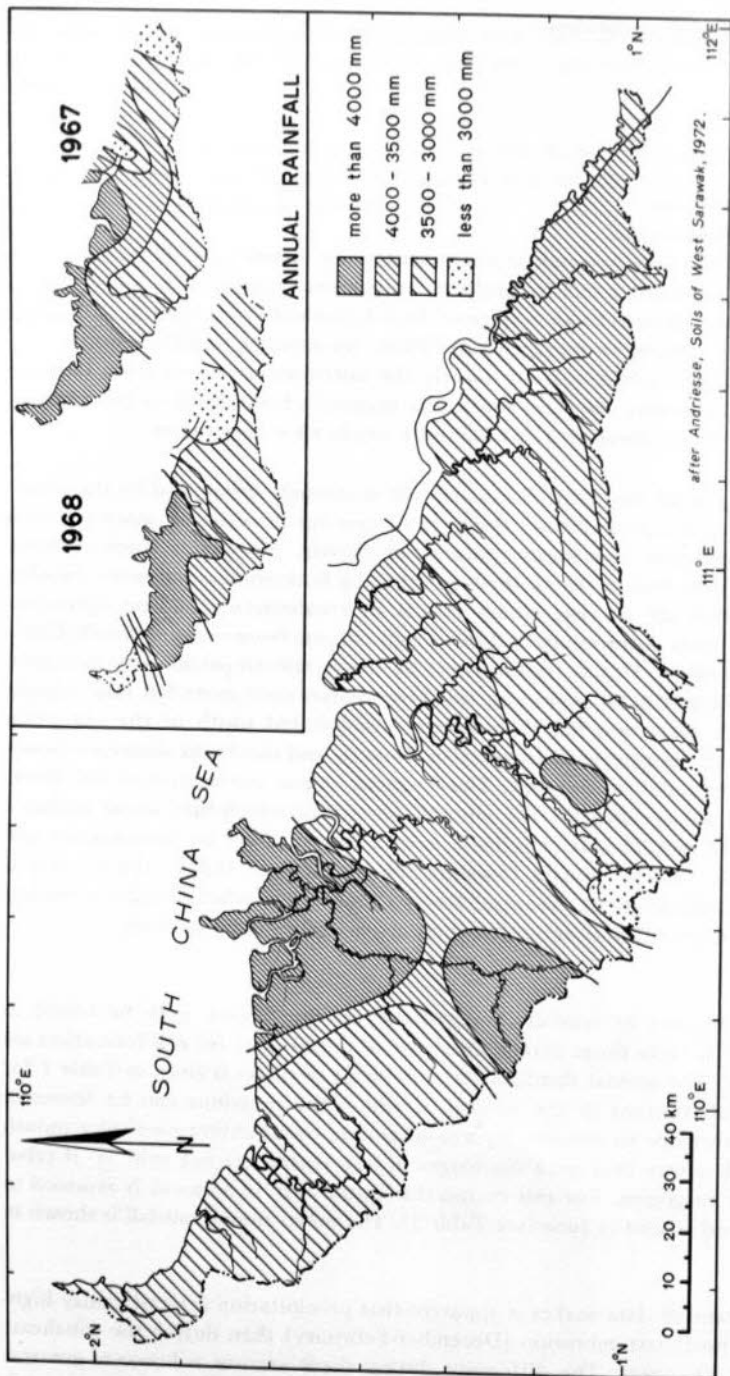 110°E
2°N
SOUTH CHINA SEA
N
1968
1967
ANNUAL RAINFALL
more than 4000 mm
4000 - 3500 mm
3500 - 3000 mm
less than 3000 mm
1°N
0 10 20 30 40 km
110°E
111°E
after Andriesse, Soils of West Sarawak, 1972.
1°N
112°E